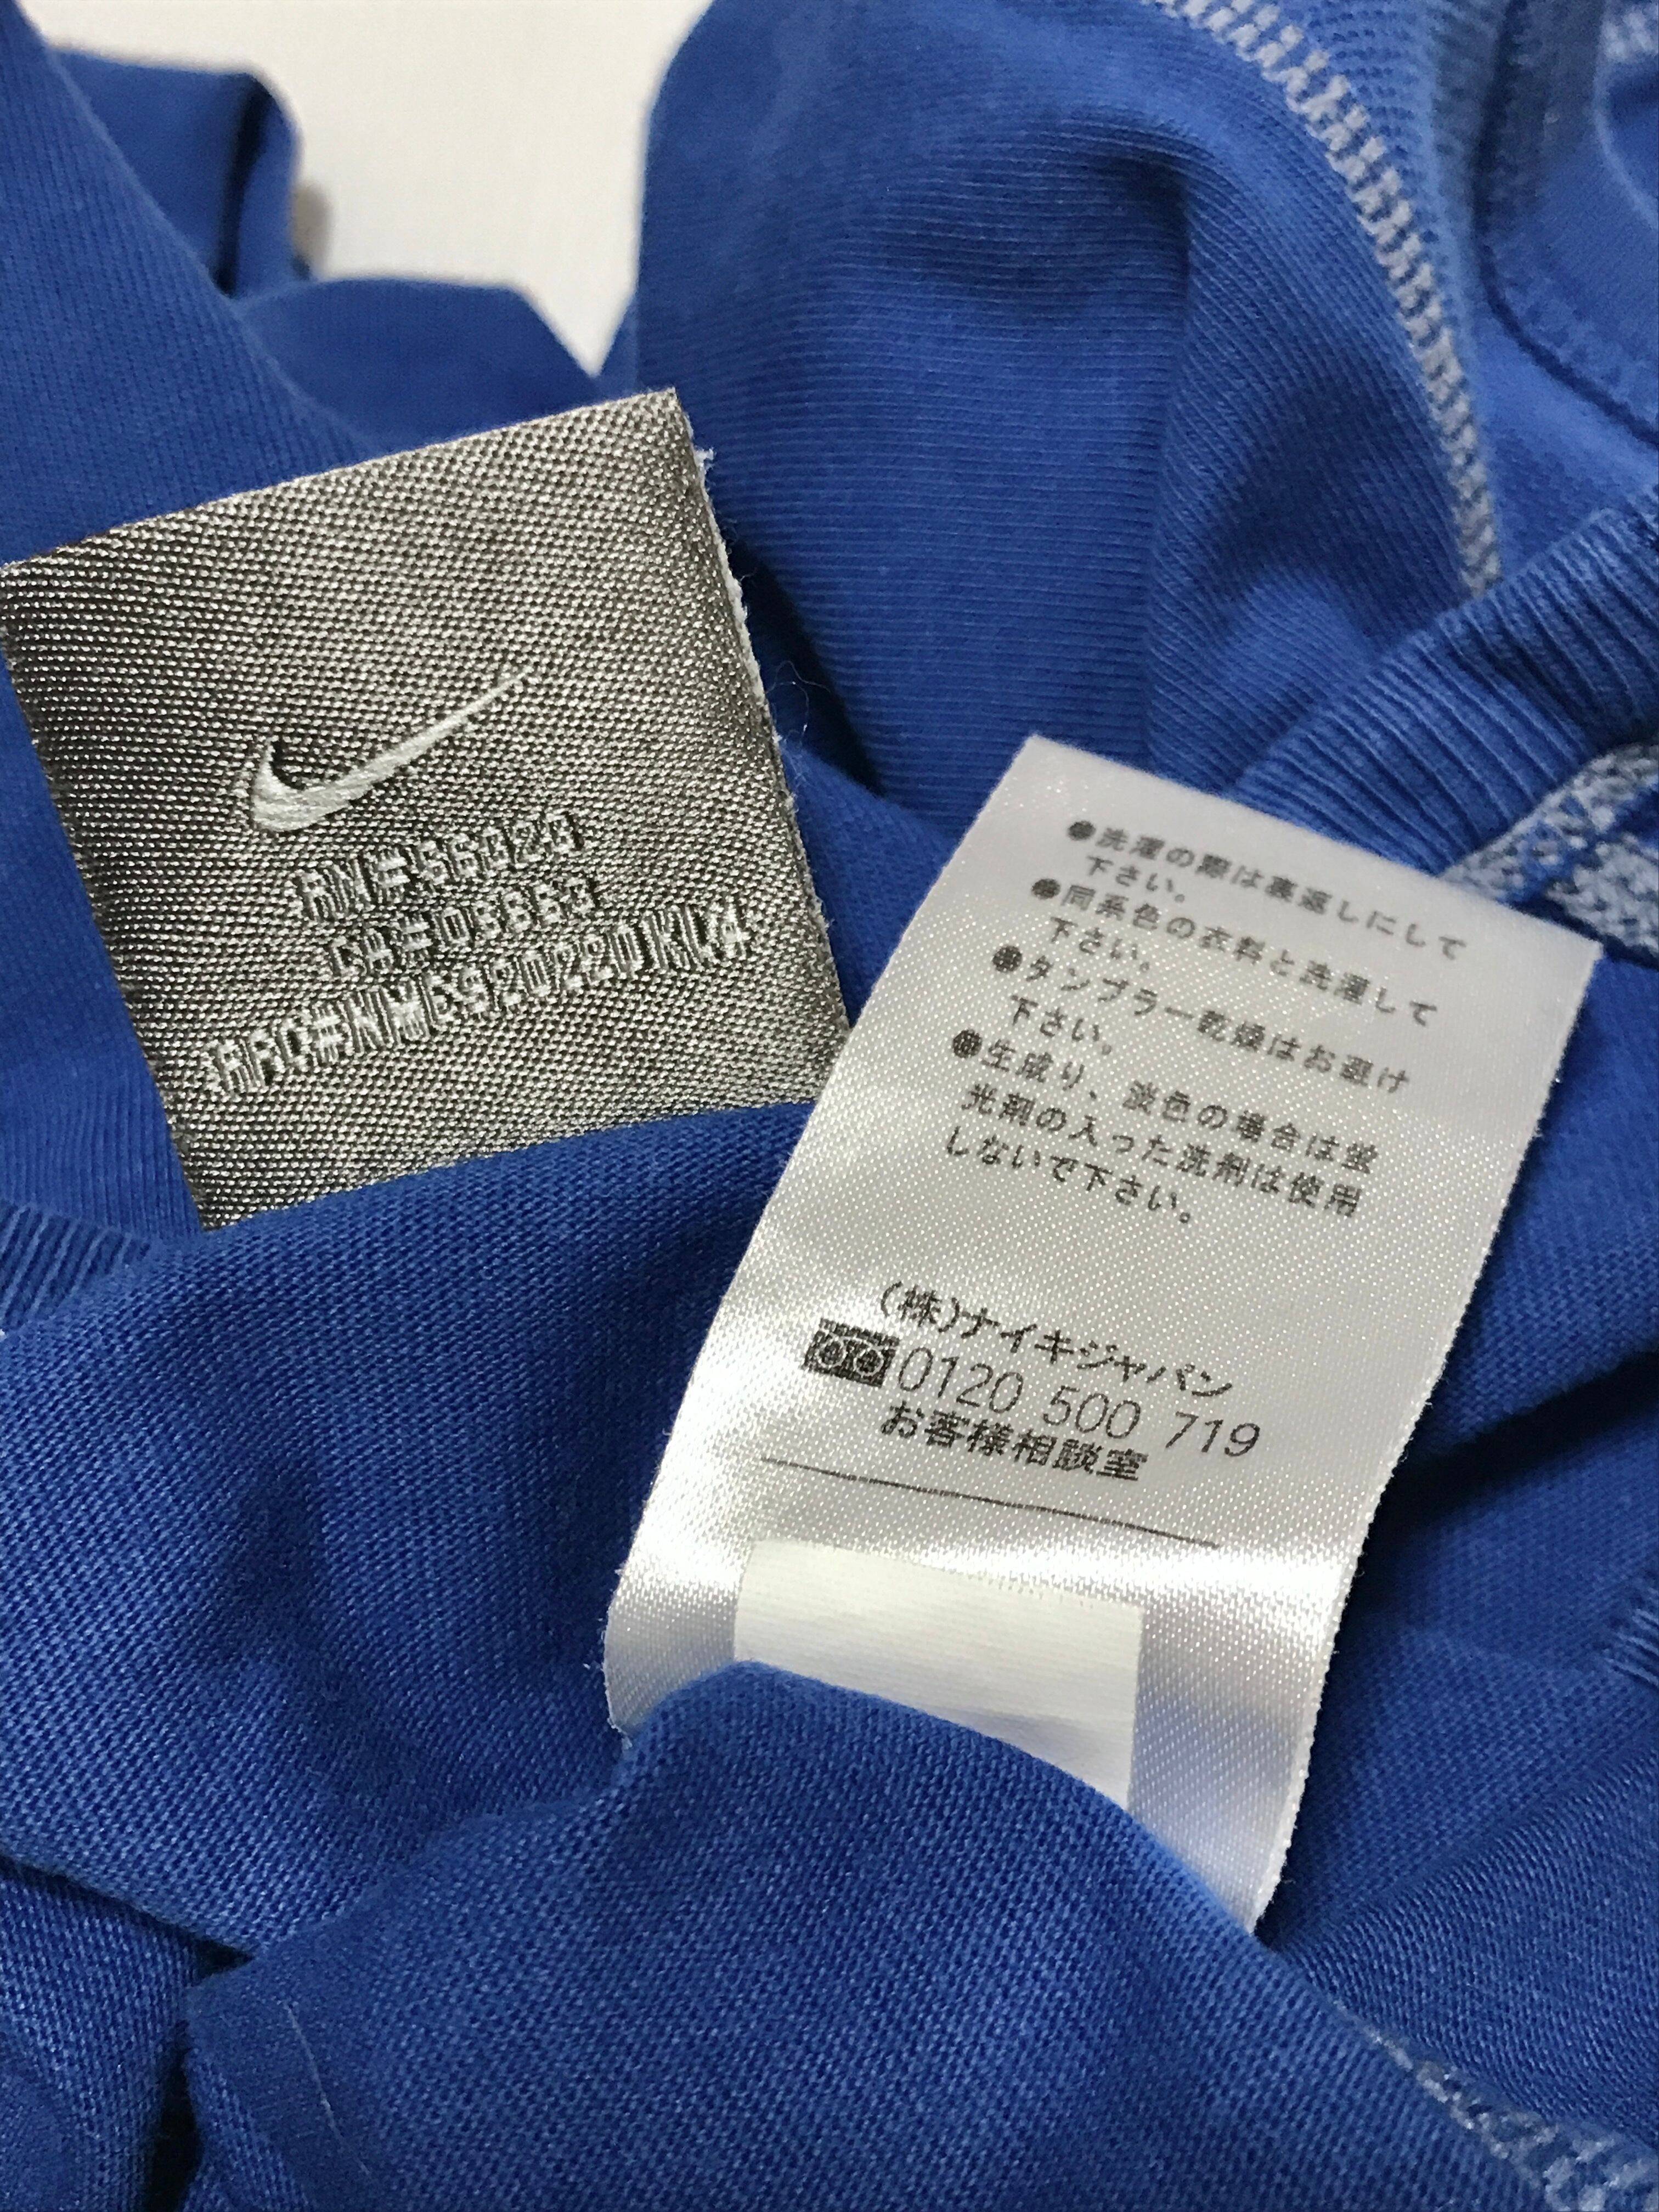 RN#56323
CA#05553
●洗濯の際は裏返しにして
下さい。
●同系色の衣料と洗濯して
下さい。
●タンブラー乾燥はお避け
下さい。
●生成り、淡色の場合は蛍
光剤の入った洗剤は使用
しないで下さい。
(株)ナイキジャパン
0120 500 719
お客様相談室